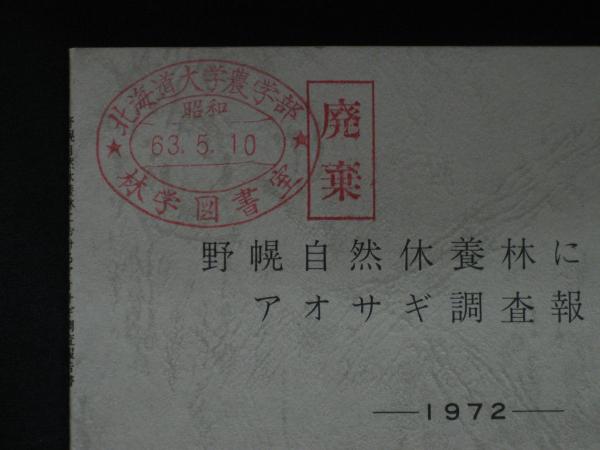 北海道大学農学部
昭和
63.5.10
林学図書室
廃棄
野幌自然休養林に
アオサギ調査報
—1972—